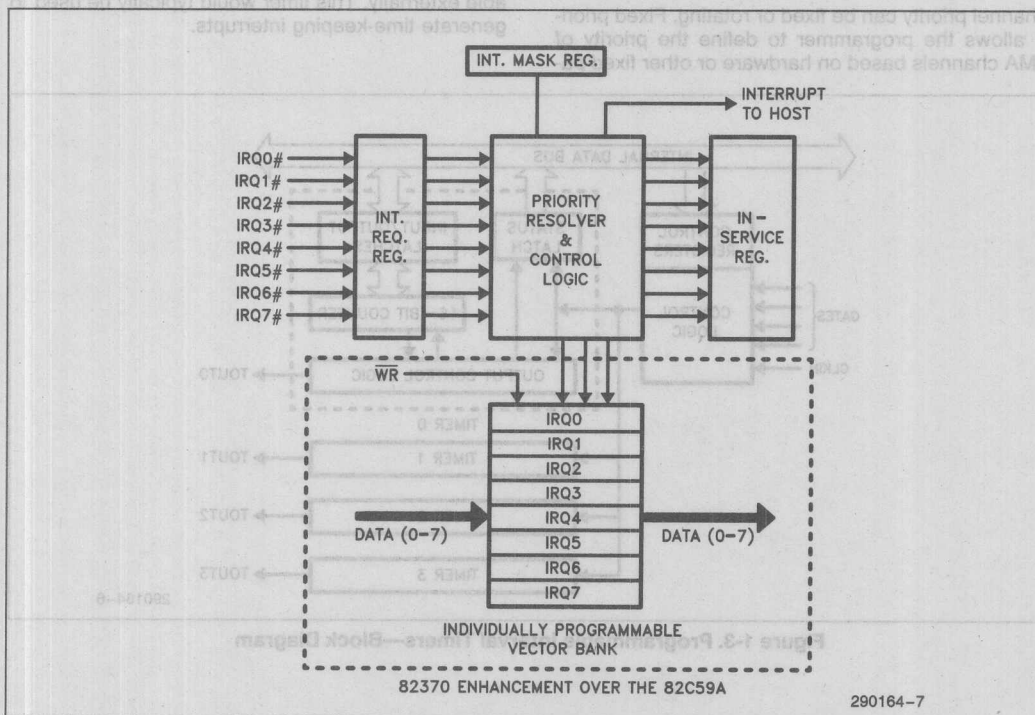 INT. MASK REG.
INTERRUPT
TO HOST
IRQ0#
IRQ1#
IRQ2#
IRQ3#
IRQ4#
IRQ5#
IRQ6#
IRQ7#
INT.
REQ.
REG.
PRIORITY
RESOLVER
&
CONTROL
LOGIC
IN –
SERVICE
REG.
WR
IRQ0
IRQ1
IRQ2
IRQ3
IRQ4
IRQ5
IRQ6
IRQ7
DATA (0–7)
DATA (0–7)
INDIVIDUALLY PROGRAMMABLE
VECTOR BANK
82370 ENHANCEMENT OVER THE 82C59A
290164–7